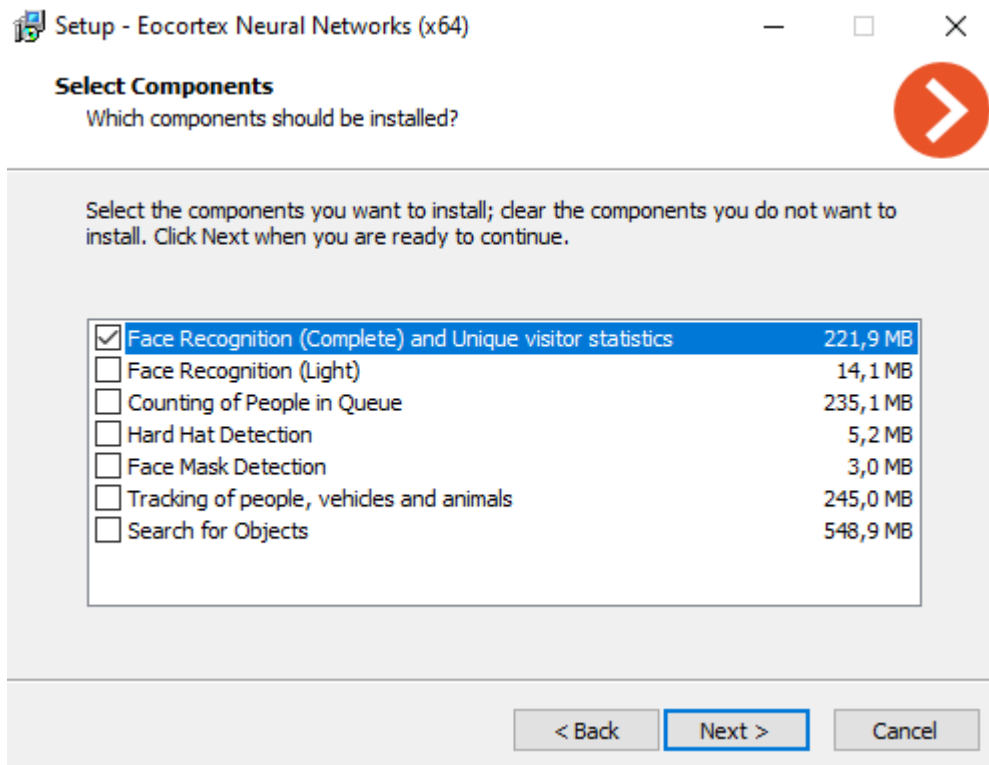 Setup - Eocortex Neural Networks (x64)
Select Components
Which components should be installed?
Select the components you want to install; clear the components you do not want to
install. Click Next when you are ready to continue.
Face Recognition (Complete) and Unique visitor statistics 221,9 MB
Face Recognition (Light) 14,1 MB
Counting of People in Queue 235,1 MB
Hard Hat Detection 5,2 MB
Face Mask Detection 3,0 MB
Tracking of people, vehicles and animals 245,0 MB
Search for Objects 548,9 MB
< Back Next > Cancel